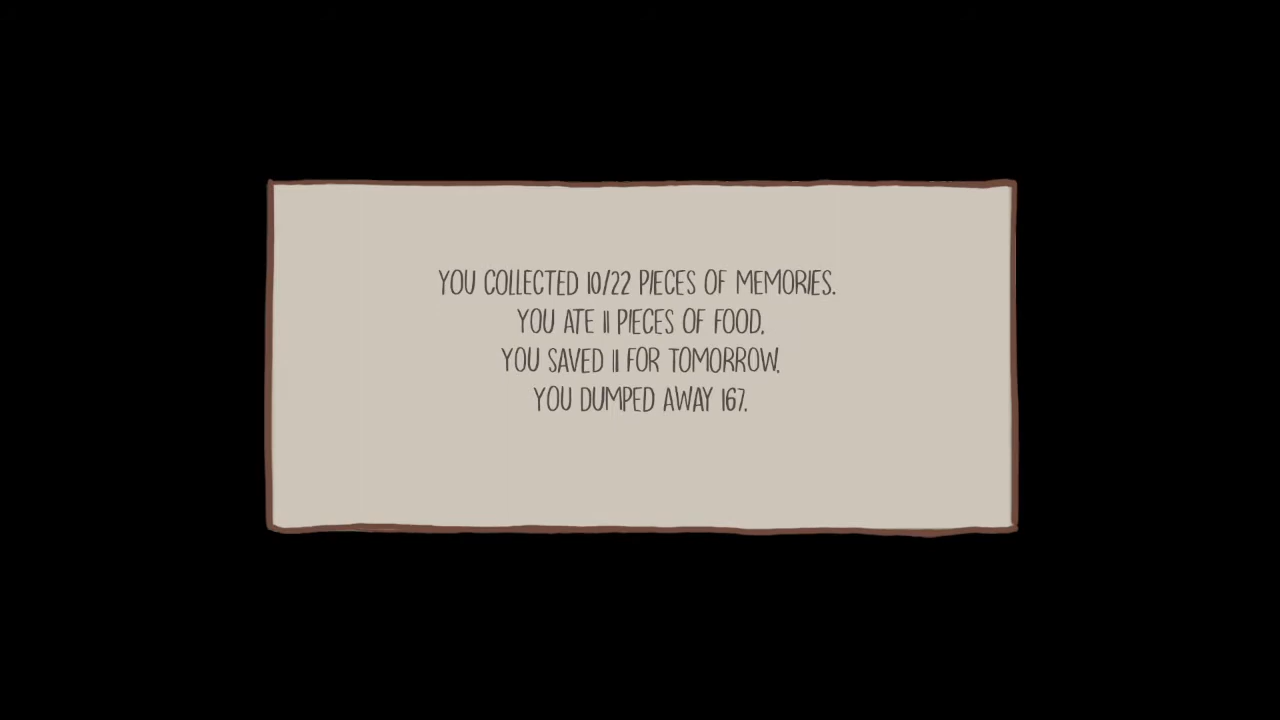 YOU COLLECTED 10/22 PIECES OF MEMORIES.
YOU ATE 11 PIECES OF FOOD,
YOU SAVED 11 FOR TOMORROW,
YOU DUMPED AWAY 167.